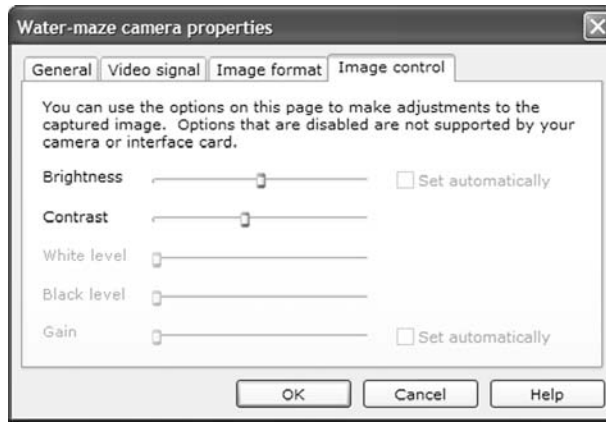 Water-maze camera properties
General Video signal Image format Image control
You can use the options on this page to make adjustments to the
captured image. Options that are disabled are not supported by your
camera or interface card.
Brightness Set automatically
Contrast
White level
Black level
Gain Set automatically
OK Cancel Help